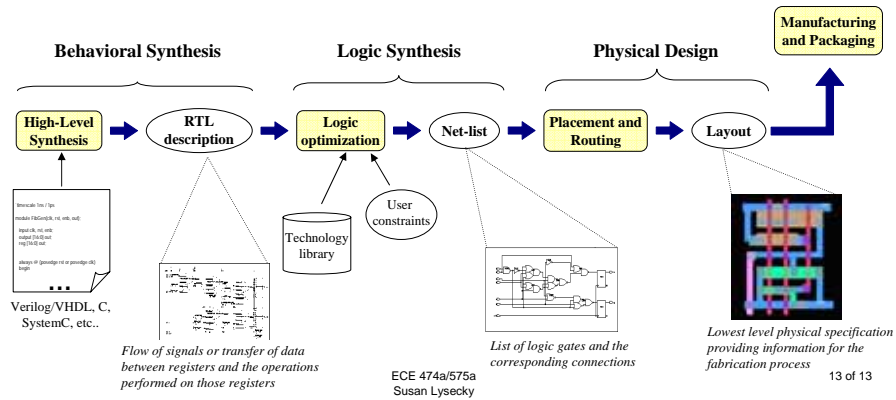 Manufacturing
and Packaging
Behavioral Synthesis
Logic Synthesis
Physical Design
High-Level
Synthesis
RTL
description
Logic
optimization
Net-list
Placement and
Routing
Layout
Technology
library
User
constraints
`timescale 1ns / 1ps
module FibGen(clk, rst, enb, out);
input clk, rst, enb
output [16:0] out
reg [16:0] out
always @ (posedge rst or posedge clk)
begin
...
Verilog/VHDL, C,
SystemC, etc..
Flow of signals or transfer of data
between registers and the operations
performed on those registers
List of logic gates and the
corresponding connections
Lowest level physical specification
providing information for the
fabrication process
ECE 474a/575a
Susan Lysecky
13 of 13